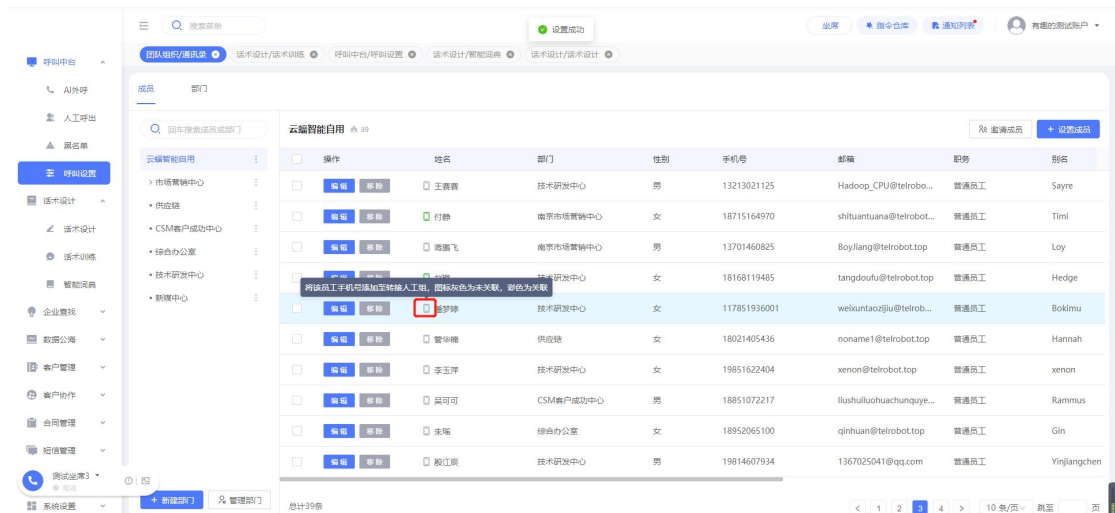 搜索菜单
设置成功
坐席
指令仓库
通知列表
有趣的测试账户
团队组织/通讯录
话术设计/话术训练
呼叫中台/呼叫设置
话术设计/智能词典
话术设计/话术设计
呼叫中台
AI外呼
人工呼出
黑名单
呼叫设置
话术设计
话术设计
话术训练
智能词典
企业查找
数据公海
客户管理
客户协作
合同管理
短信管理
测试坐席3
系统设置
成员
部门
回车搜索成员或部门
云蝠智能自用
市场营销中心
供应链
CSM客户成功中心
综合办公室
技术研发中心
新媒中心
+ 新建部门
管理部门
云蝠智能自用 39
邀请成员
+ 设置成员
操作 姓名 部门 性别 手机号 邮箱 职务 别名
编辑 移除 王赛赛 技术研发中心 男 13213021125 Hadoop_CPU@telrobo... 普通员工 Sayre
编辑 移除 付静 南京市场营销中心 女 18715164970 shituantuana@telrobot... 普通员工 Timi
编辑 移除 蒋鹏飞 南京市场营销中心 男 13701460825 BoyJiang@telrobot.top 普通员工 Loy
技术研发中心 女 18168119485 tangdoufu@telrobot.top 普通员工 Hedge
将该员工手机号添加至转接人工组，图标灰色为未关联，彩色为关联
编辑 移除 潘梦婷 技术研发中心 女 117851936001 weixuntaozijiu@telrob... 普通员工 Bokimu
编辑 移除 管华楠 供应链 女 18021405436 noname1@telrobot.top 普通员工 Hannah
编辑 移除 李玉萍 技术研发中心 女 19851622404 xenon@telrobot.top 普通员工 xenon
编辑 移除 吴可可 CSM客户成功中心 男 18851072217 liushuiluohuachunquye... 普通员工 Rammus
编辑 移除 朱瑶 综合办公室 女 18952065100 qinhuan@telrobot.top 普通员工 Gin
编辑 移除 殷江辰 技术研发中心 男 19814607934 1367025041@qq.com 普通员工 Yinjiangchen
总计39条
< 1 2 3 4 > 10 条/页 跳至 页